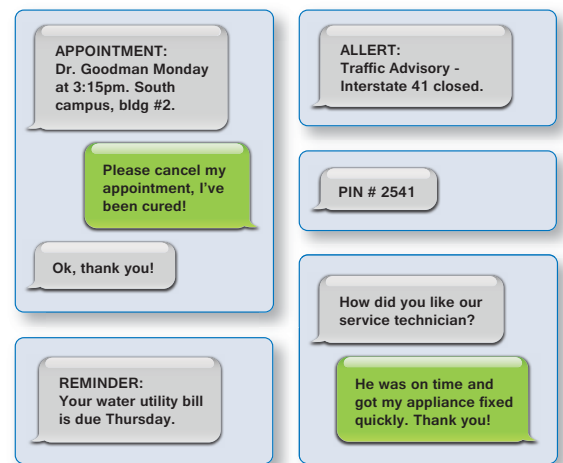 APPOINTMENT:
Dr. Goodman Monday
at 3:15pm. South
campus, bldg #2.
Please cancel my
appointment, I've
been cured!
Ok, thank you!
REMINDER:
Your water utility bill
is due Thursday.
ALLERT:
Traffic Advisory -
Interstate 41 closed.
PIN # 2541
How did you like our
service technician?
He was on time and
got my appliance fixed
quickly. Thank you!